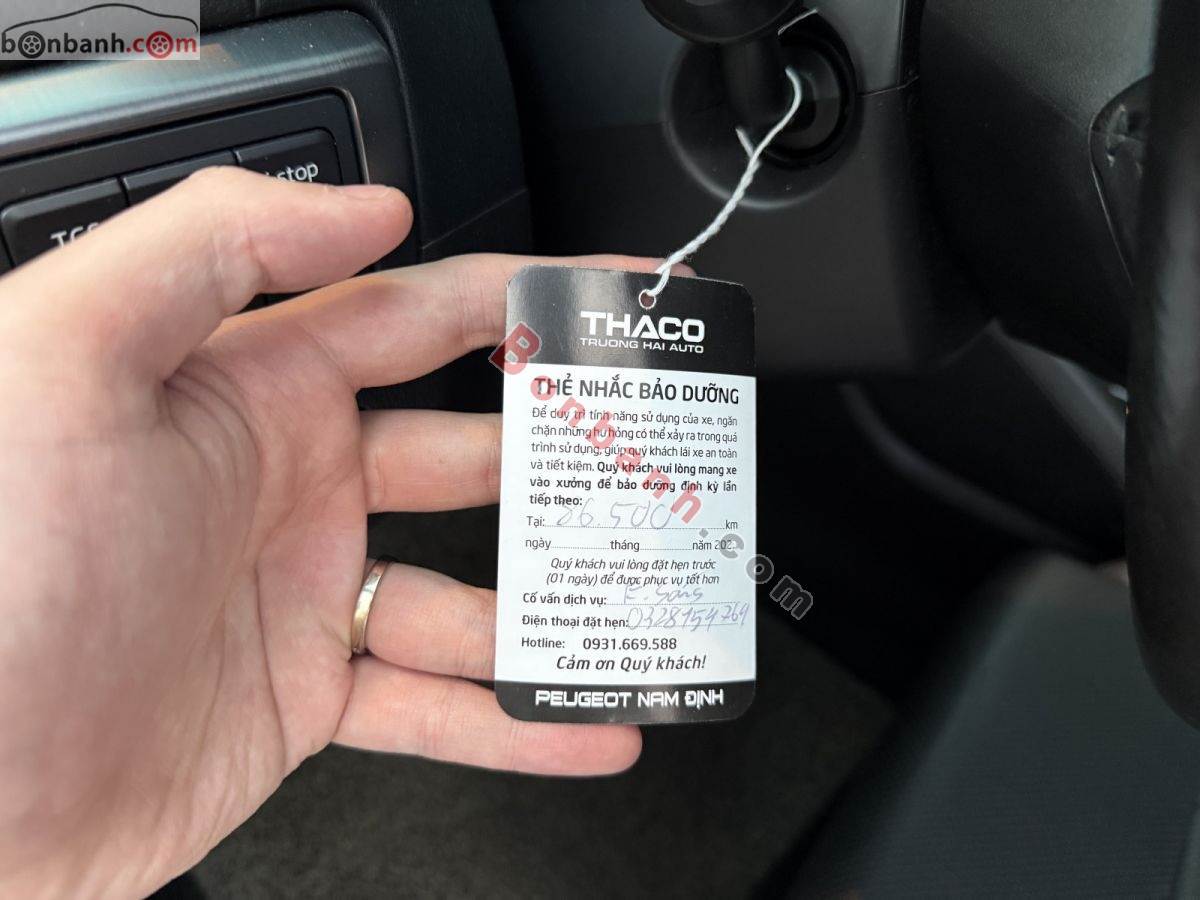 bonbanh.com
stop
THACO
TRUONG HAI AUTO
THẺ NHẮC BẢO DƯỠNG
Để duy trì tính năng sử dụng của xe, ngăn
chặn những hư hỏng có thể xảy ra trong quá
trình sử dụng, giúp quý khách lái xe an toàn
và tiết kiệm. Quý khách vui lòng mang xe
vào xưởng để bảo dưỡng định kỳ lần
tiếp theo:
Tại: 86.500 km
ngày tháng năm 202
Quý khách vui lòng đặt hẹn trước
(01 ngày) để được phục vụ tốt hơn
Cố vấn dịch vụ: E.
Điện thoại đặt hẹn:
Hotline: 0931.669.588
Cảm ơn Quý khách!
PEUGEOT NAM ĐỊNH
Bonbanh.com